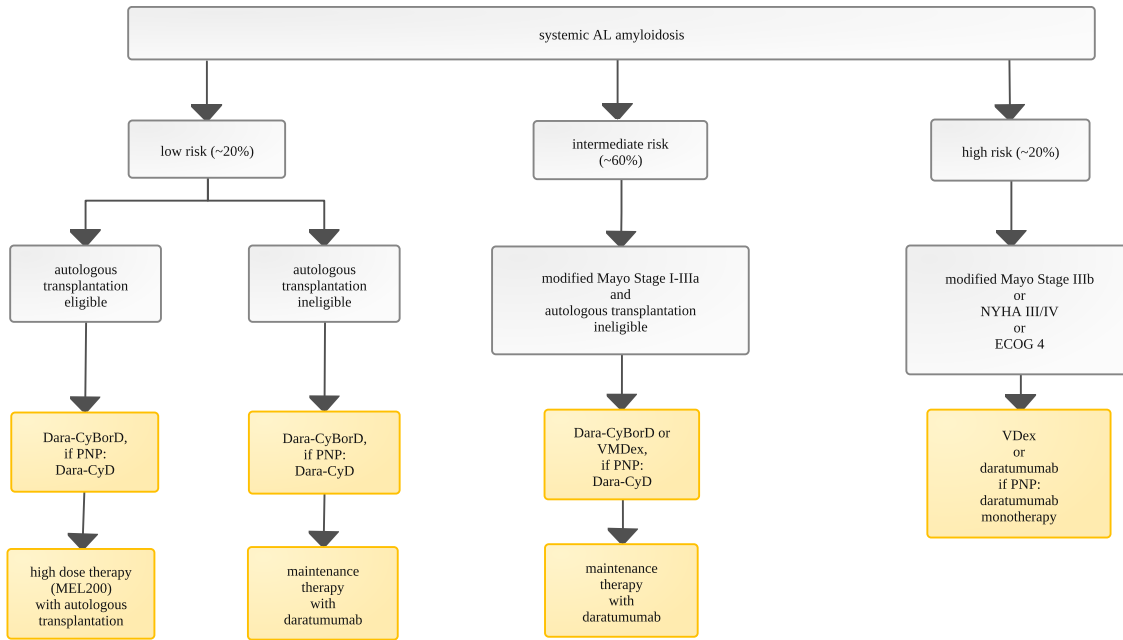 systemic AL amyloidosis
low risk (~20%)
intermediate risk
(~60%)
high risk (~20%)
autologous
transplantation
eligible
autologous
transplantation
ineligible
modified Mayo Stage I-IIIa
and
autologous transplantation
ineligible
modified Mayo Stage IIIb
or
NYHA III/IV
or
ECOG 4
Dara-CyBorD,
if PNP:
Dara-CyD
Dara-CyBorD,
if PNP:
Dara-CyD
Dara-CyBorD or
VMDex,
if PNP:
Dara-CyD
VDex
or
daratumumab
if PNP:
daratumumab
monotherapy
high dose therapy
(MEL200)
with autologous
transplantation
maintenance
therapy
with
daratumumab
maintenance
therapy
with
daratumumab